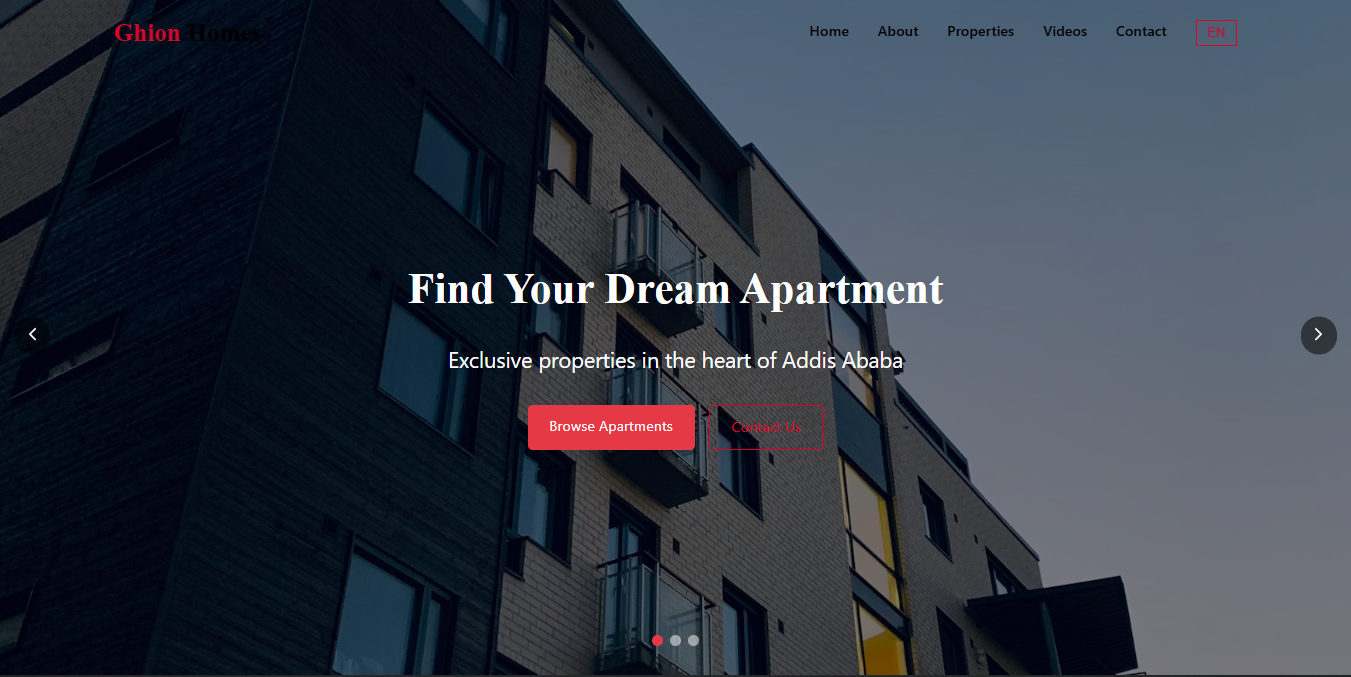 Ghion Homes
Home About Properties Videos Contact EN
Find Your Dream Apartment
Exclusive properties in the heart of Addis Ababa
Browse Apartments Contact Us